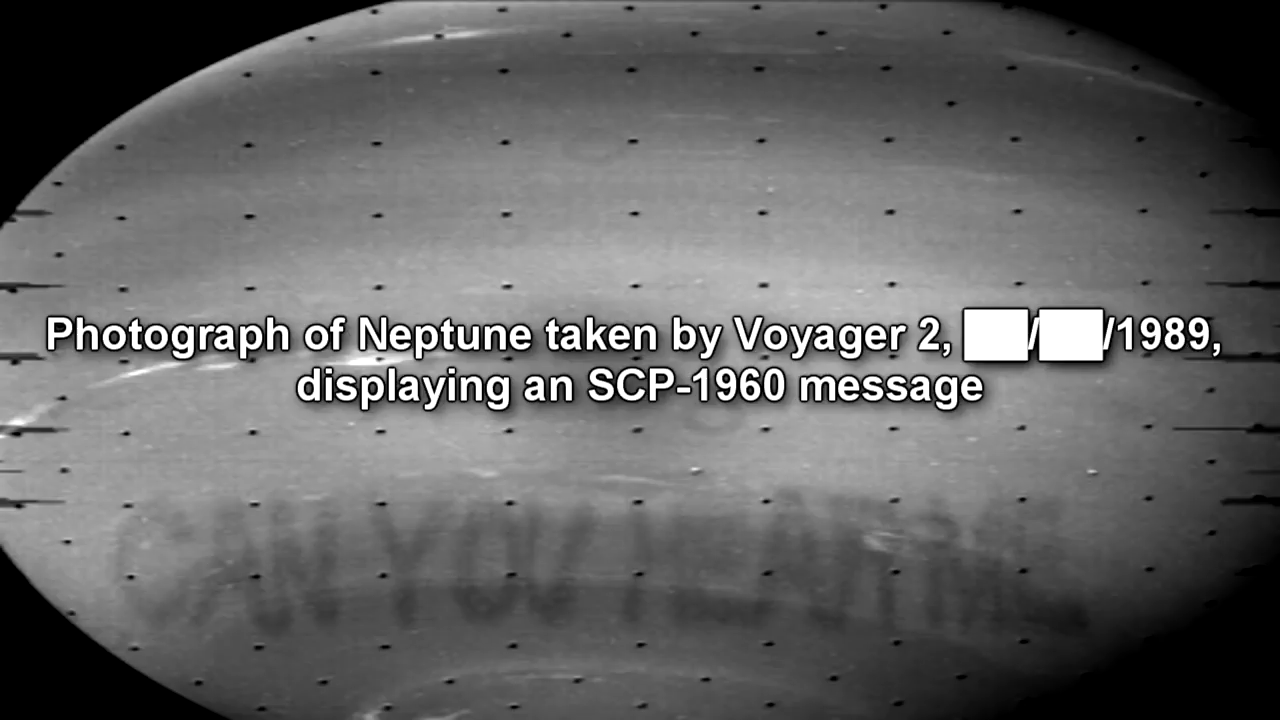 Photograph of Neptune taken by Voyager 2, ██/██/1989,
displaying an SCP-1960 message
CAN YOU HEAR ME